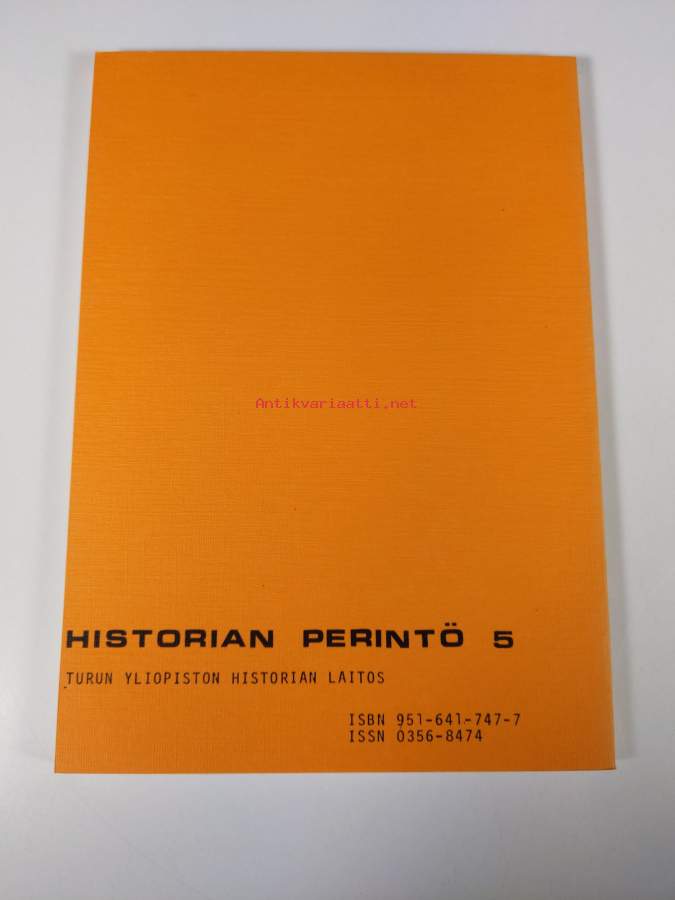 Antikvariaatti.net
HISTORIAN PERINTÖ 5
TURUN YLIOPISTON HISTORIAN LAITOS
ISBN 951-641-747-7
ISSN 0356-8474